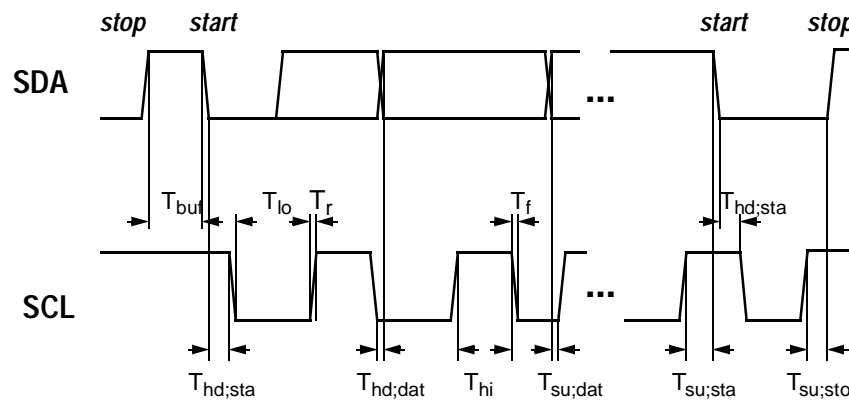 stop start start stop
SDA
...
T_buf T_lo T_r T_f T_hd;sta
SCL
...
T_hd;sta T_hd;dat T_hi T_su;dat T_su;sta T_su;sto